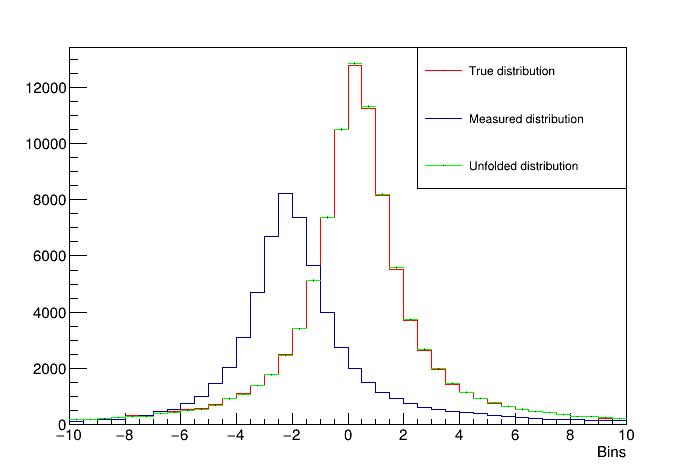 True distribution
Measured distribution
Unfolded distribution
12000
10000
8000
6000
4000
2000
0
−10 −8 −6 −4 −2 0 2 4 6 8 10
Bins